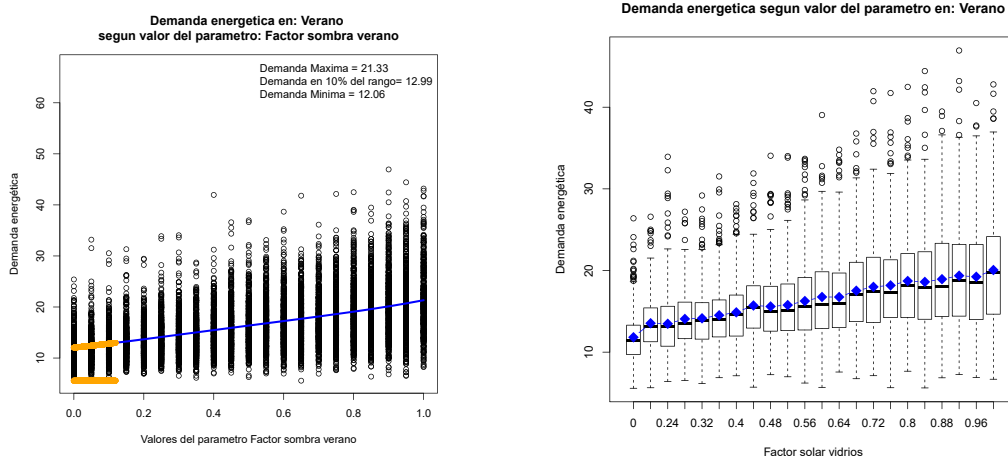 Demanda energetica en: Verano
segun valor del parametro: Factor sombra verano
Demanda Maxima = 21.33
Demanda en 10% del rango= 12.99
Demanda Minima = 12.06
Demanda energética
60
50
40
30
20
10
0.0 0.2 0.4 0.6 0.8 1.0
Valores del parametro Factor sombra verano
Demanda energetica segun valor del parametro en: Verano
Demanda energética
40
30
20
10
0 0.24 0.32 0.4 0.48 0.56 0.64 0.72 0.8 0.88 0.96
Factor solar vidrios